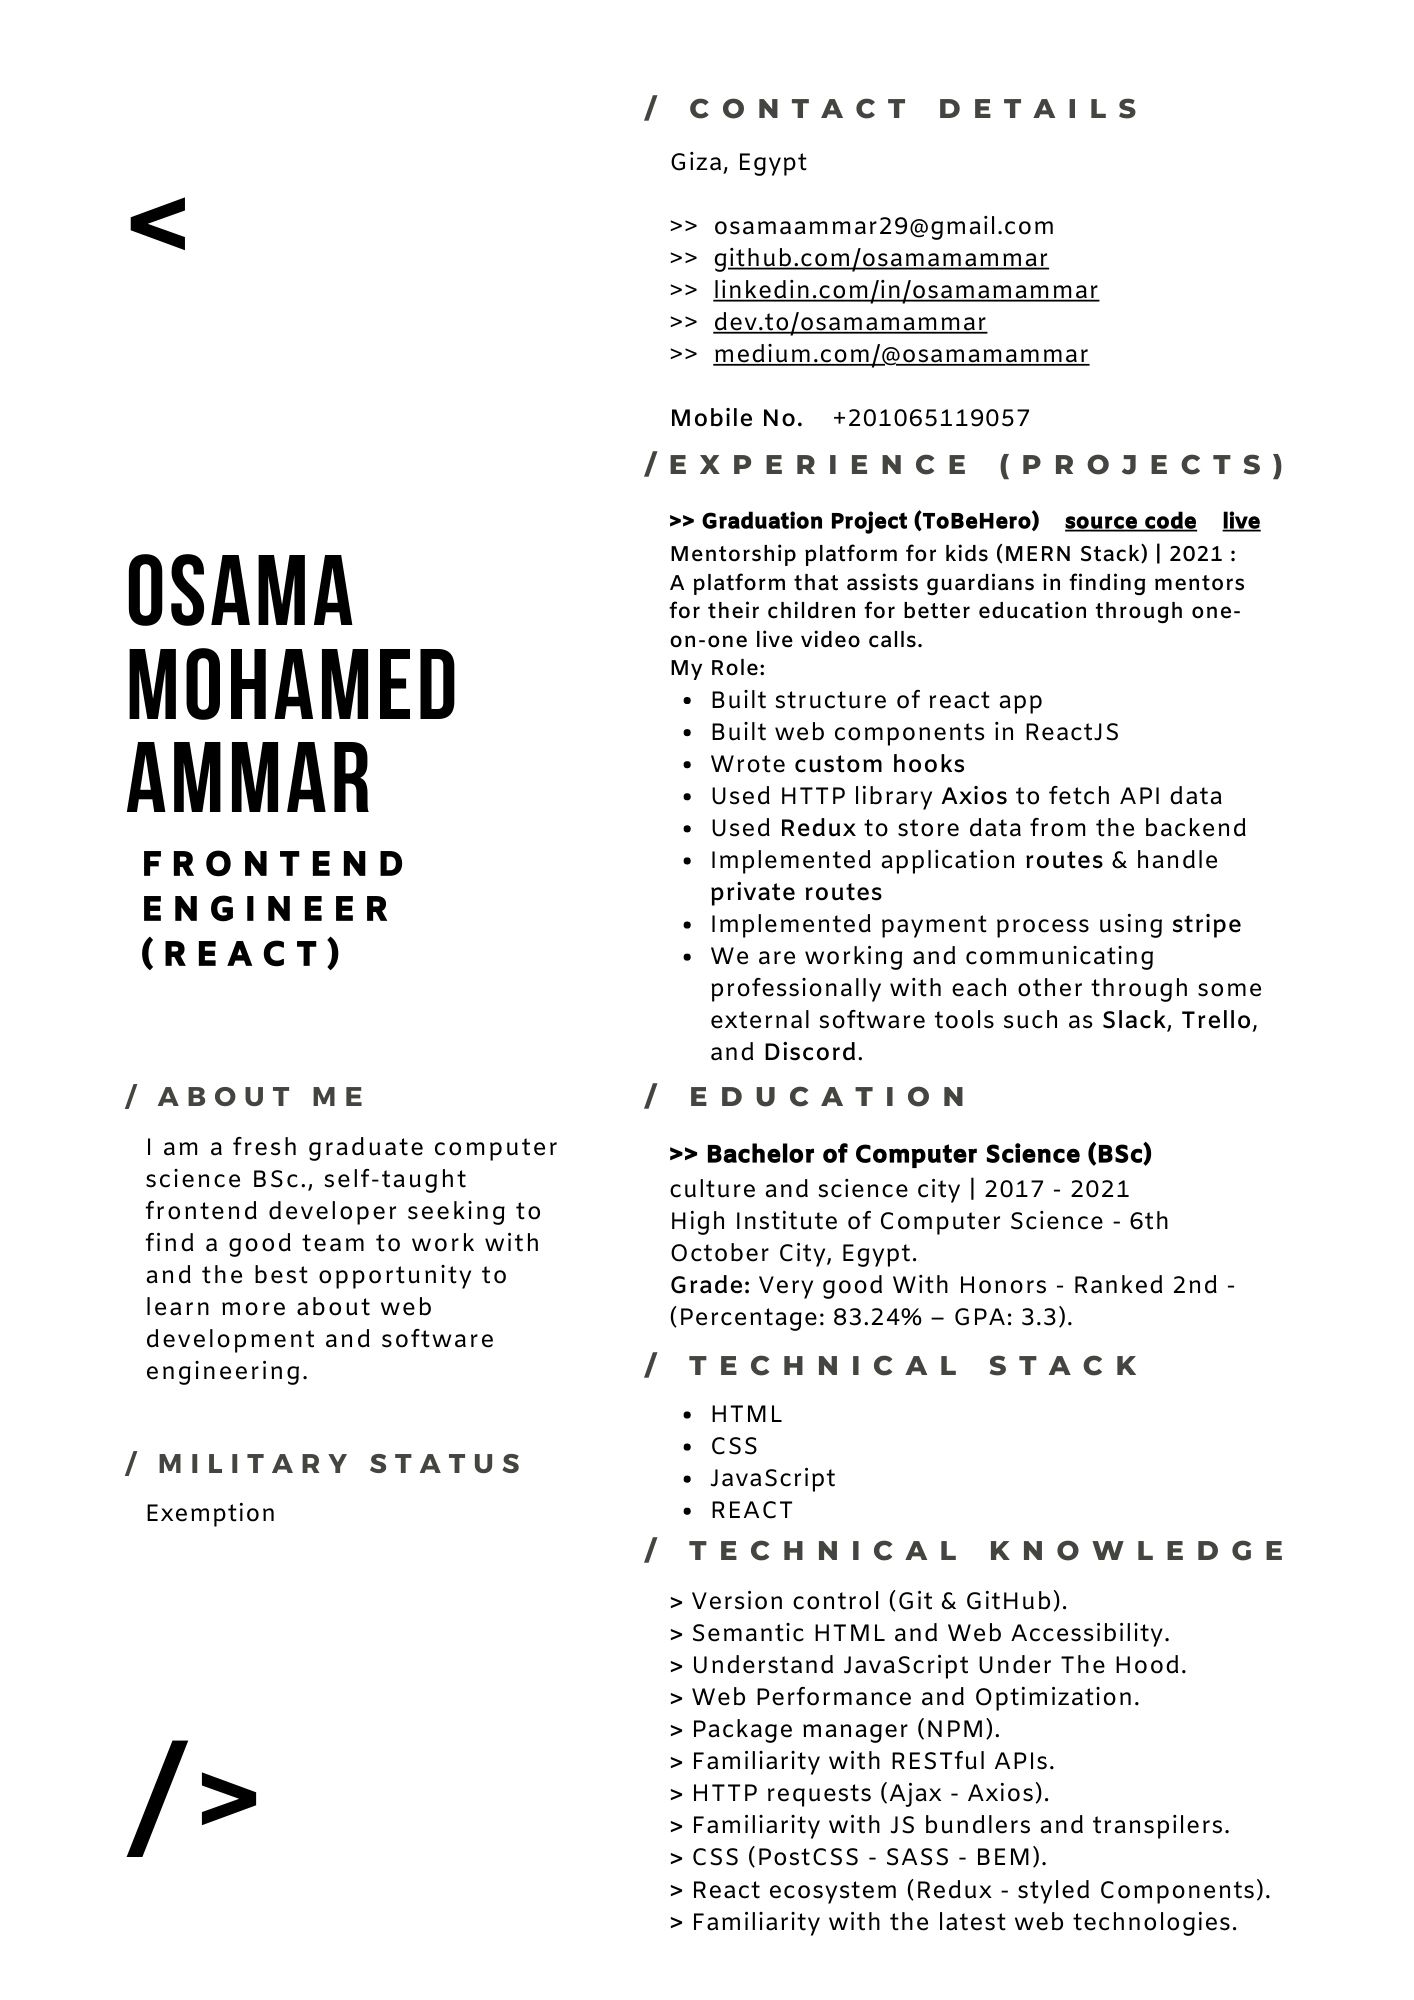 <
OSAMA
MOHAMED
AMMAR
FRONTEND
ENGINEER
(REACT)
/ ABOUT ME
I am a fresh graduate computer
science BSc., self-taught
frontend developer seeking to
find a good team to work with
and the best opportunity to
learn more about web
development and software
engineering.
/ MILITARY STATUS
Exemption
/>
/ CONTACT DETAILS
Giza, Egypt
>> osamaammar29@gmail.com
>> github.com/osamamammar
>> linkedin.com/in/osamamammar
>> dev.to/osamamammar
>> medium.com/@osamamammar
Mobile No. +201065119057
/EXPERIENCE (PROJECTS)
>> Graduation Project (ToBeHero) source code live
Mentorship platform for kids (MERN Stack) | 2021 :
A platform that assists guardians in finding mentors
for their children for better education through one-
on-one live video calls.
My Role:
• Built structure of react app
• Built web components in ReactJS
• Wrote custom hooks
• Used HTTP library Axios to fetch API data
• Used Redux to store data from the backend
• Implemented application routes & handle
private routes
• Implemented payment process using stripe
• We are working and communicating
professionally with each other through some
external software tools such as Slack, Trello,
and Discord.
/ EDUCATION
>> Bachelor of Computer Science (BSc)
culture and science city | 2017 - 2021
High Institute of Computer Science - 6th
October City, Egypt.
Grade: Very good With Honors - Ranked 2nd -
(Percentage: 83.24% – GPA: 3.3).
/ TECHNICAL STACK
• HTML
• CSS
• JavaScript
• REACT
/ TECHNICAL KNOWLEDGE
> Version control (Git & GitHub).
> Semantic HTML and Web Accessibility.
> Understand JavaScript Under The Hood.
> Web Performance and Optimization.
> Package manager (NPM).
> Familiarity with RESTful APIs.
> HTTP requests (Ajax - Axios).
> Familiarity with JS bundlers and transpilers.
> CSS (PostCSS - SASS - BEM).
> React ecosystem (Redux - styled Components).
> Familiarity with the latest web technologies.